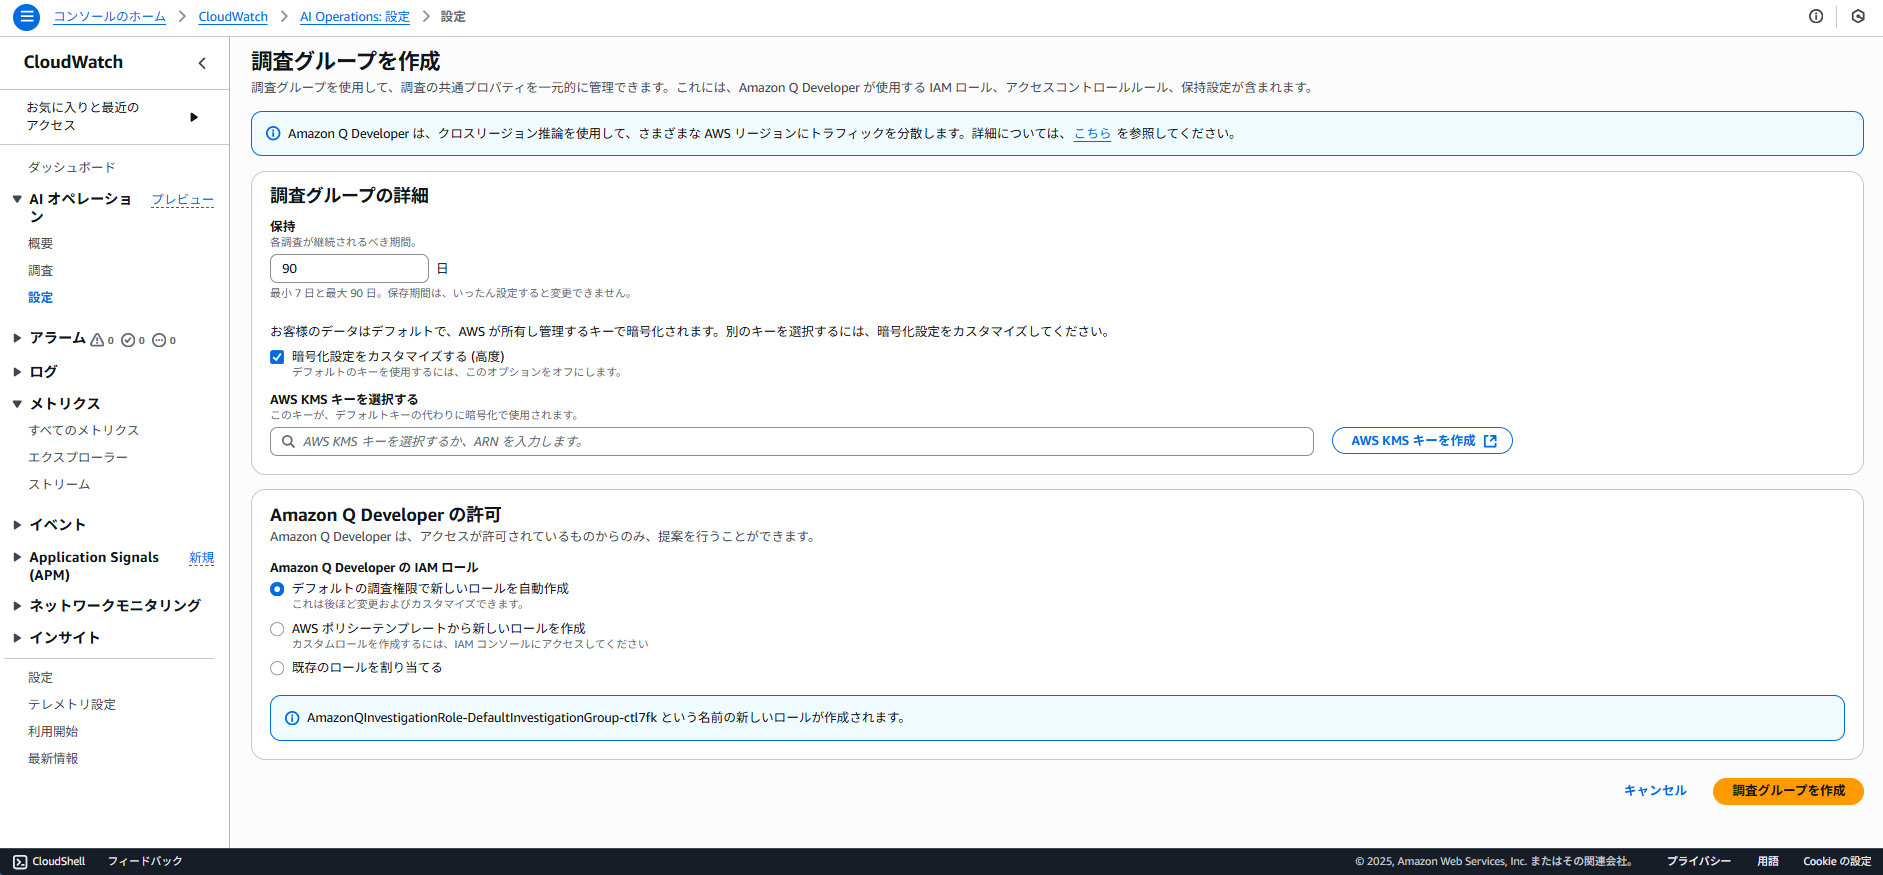 コンソールのホーム > CloudWatch > AI Operations: 設定 > 設定
CloudWatch
お気に入りと最近の
アクセス
ダッシュボード
AI オペレーショ
ン
プレビュー
概要
調査
設定
アラーム 0 0 0
ログ
メトリクス
すべてのメトリクス
エクスプローラー
ストリーム
イベント
Application Signals
(APM)
新規
ネットワークモニタリング
インサイト
設定
テレメトリ設定
利用開始
最新情報
調査グループを作成
調査グループを使用して、調査の共通プロパティを一元的に管理できます。これには、Amazon Q Developer が使用する IAM ロール、アクセスコントロールルール、保持設定が含まれます。
Amazon Q Developer は、クロスリージョン推論を使用して、さまざまな AWS リージョンにトラフィックを分散します。詳細については、こちら を参照してください。
調査グループの詳細
保持
各調査が継続されるべき期間。
90 日
最小 7 日と最大 90 日。保存期間は、いったん設定すると変更できません。
お客様のデータはデフォルトで、AWS が所有し管理するキーで暗号化されます。別のキーを選択するには、暗号化設定をカスタマイズしてください。
暗号化設定をカスタマイズする (高度)
デフォルトのキーを使用するには、このオプションをオフにします。
AWS KMS キーを選択する
このキーが、デフォルトキーの代わりに暗号化で使用されます。
AWS KMS キーを選択するか、ARN を入力します。
AWS KMS キーを作成
Amazon Q Developer の許可
Amazon Q Developer は、アクセスが許可されているものからのみ、提案を行うことができます。
Amazon Q Developer の IAM ロール
デフォルトの調査権限で新しいロールを自動作成
これは後ほど変更およびカスタマイズできます。
AWS ポリシーテンプレートから新しいロールを作成
カスタムロールを作成するには、IAM コンソールにアクセスしてください
既存のロールを割り当てる
AmazonQInvestigationRole-DefaultInvestigationGroup-ctl7fk という名前の新しいロールが作成されます。
キャンセル
調査グループを作成
CloudShell フィードバック
© 2025, Amazon Web Services, Inc. またはその関連会社。 プライバシー 用語 Cookie の設定